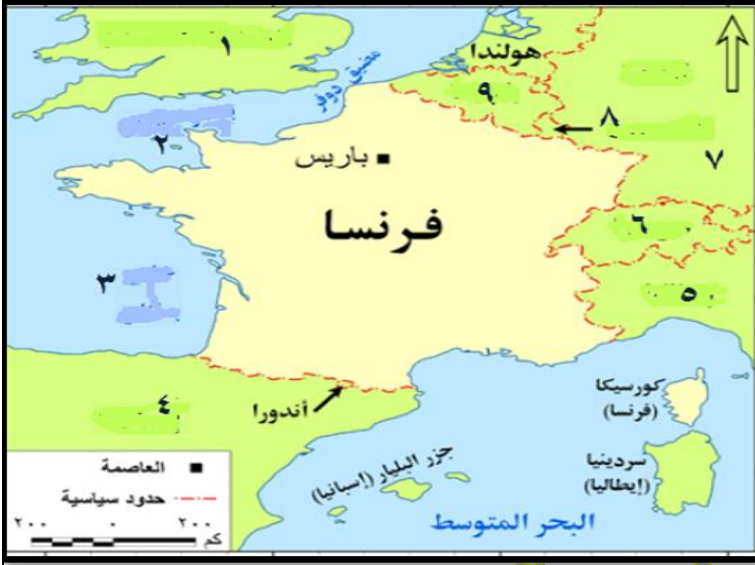 ١
هولندا
مضيق دوفر
٩
٨
٢
٧
باريس
فرنسا
٦
٣
٥
كورسيكا
(فرنسا)
٤
أندورا
سردينيا
(إيطاليا)
جزر البليار (إسبانيا)
البحر المتوسط
العاصمة
حدود سياسية
٢٠٠ ٠ ٢٠٠
كم